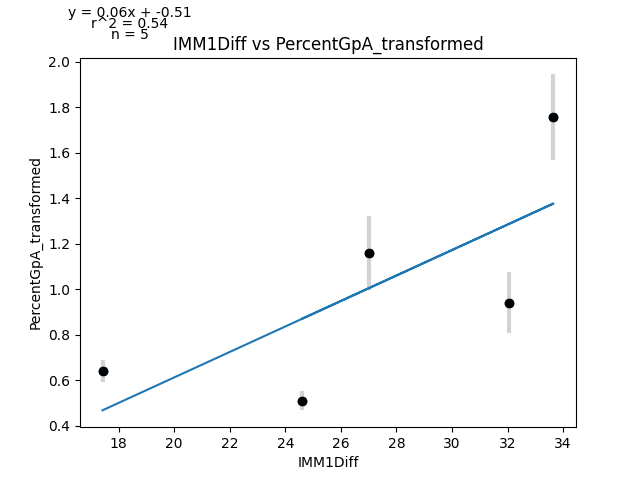 y = 0.06x + -0.51
r^2 = 0.54
n = 5
IMM1Diff vs PercentGpA_transformed
2.0
1.8
1.6
1.4
1.2
1.0
0.8
0.6
0.4
PercentGpA_transformed
18 20 22 24 26 28 30 32 34
IMM1Diff